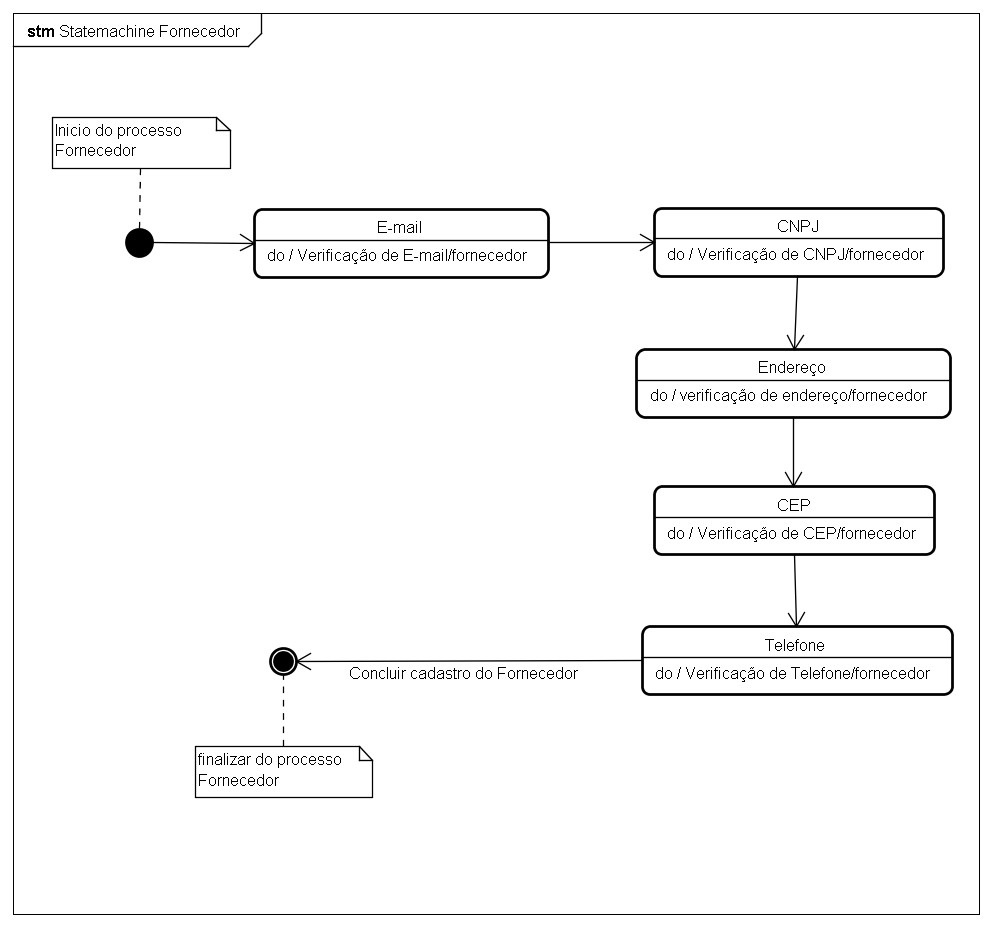 stm Statemachine Fornecedor
Inicio do processo
Fornecedor
E-mail
do / Verificação de E-mail/fornecedor
CNPJ
do / Verificação de CNPJ/fornecedor
Endereço
do / verificação de endereço/fornecedor
CEP
do / Verificação de CEP/fornecedor
Telefone
do / Verificação de Telefone/fornecedor
Concluir cadastro do Fornecedor
finalizar do processo
Fornecedor